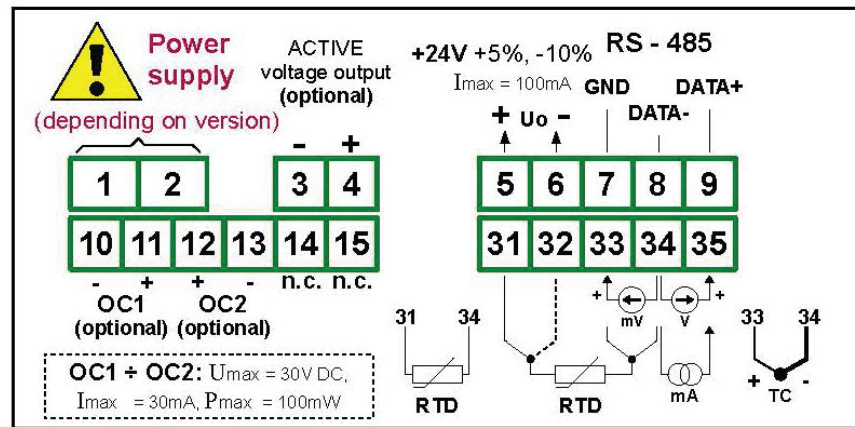 Power supply
(depending on version)
ACTIVE
voltage output
(optional)
+24V +5%, -10%
Imax = 100mA
RS - 485
GND
DATA-
DATA+
- +
+ Uo -
1 2 3 4 5 6 7 8 9
10 11 12 13 14 15 31 32 33 34 35
- + + - n.c. n.c.
OC1
(optional)
OC2
(optional)
+ mV V +
31 34
RTD
RTD
mA
33 34
+ TC -
OC1 ÷ OC2: Umax = 30V DC,
Imax = 30mA, Pmax = 100mW